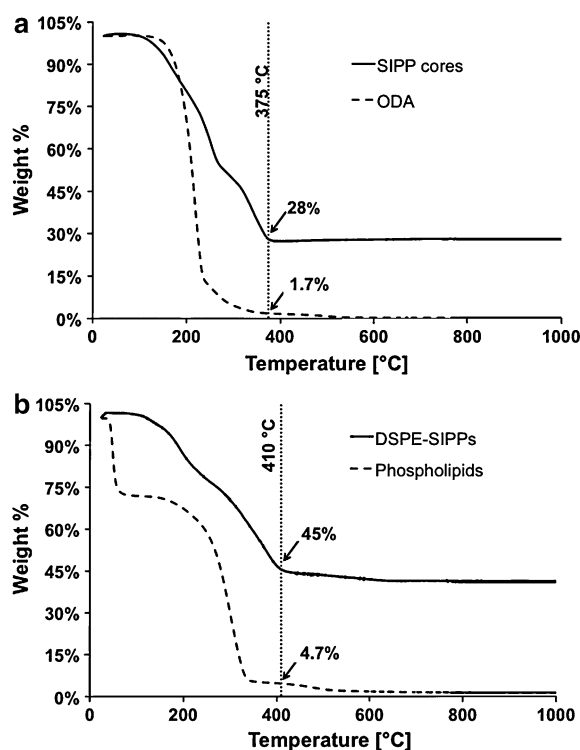 a
105%
90%
75%
60%
45%
30%
15%
0%
Weight %
375 °C
SIPP cores
ODA
28%
1.7%
0 200 400 600 800 1000
Temperature [°C]
b
105%
90%
75%
60%
45%
30%
15%
0%
Weight %
410 °C
DSPE-SIPPs
Phospholipids
45%
4.7%
0 200 400 600 800 1000
Temperature [°C]